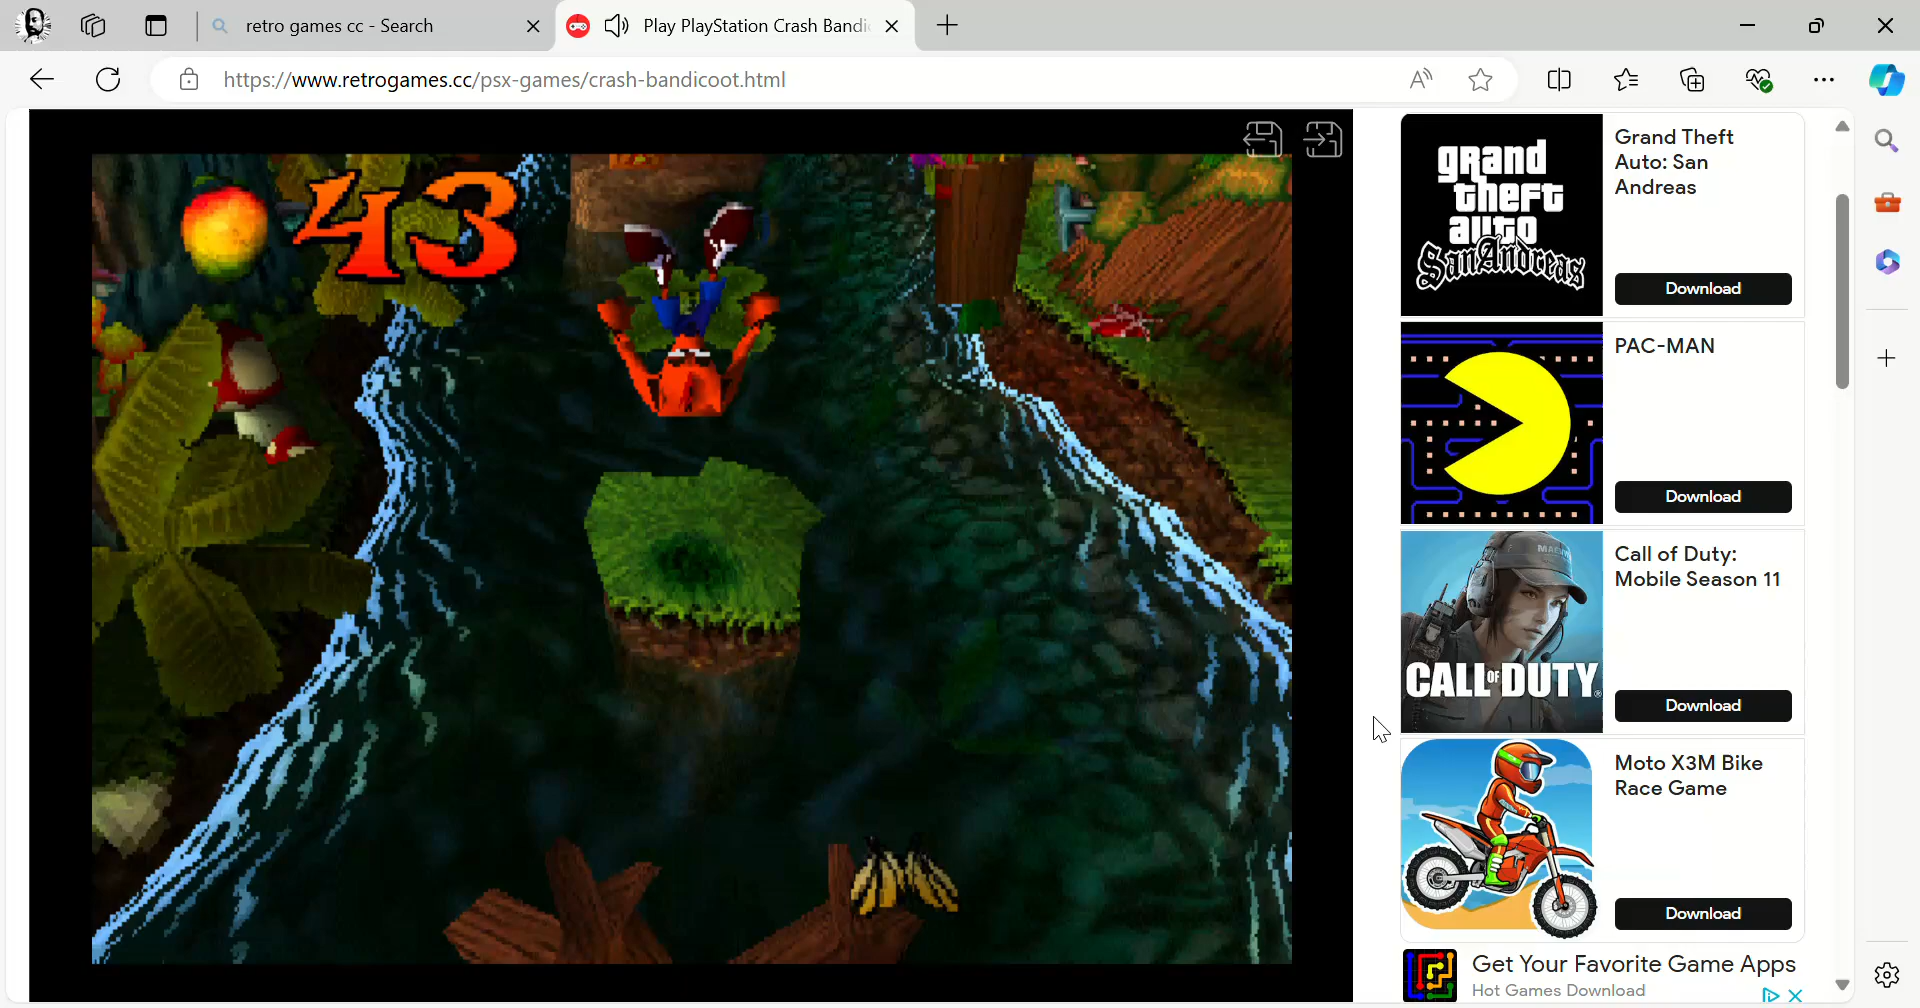 retro games cc - Search
Play PlayStation Crash Bandi
https://www.retrogames.cc/psx-games/crash-bandicoot.html
43
grand
theft
auto
San Andreas
Grand Theft
Auto: San
Andreas
Download
PAC-MAN
Download
CALL OF DUTY
Call of Duty:
Mobile Season 11
Download
Moto X3M Bike
Race Game
Download
Get Your Favorite Game Apps
Hot Games Download